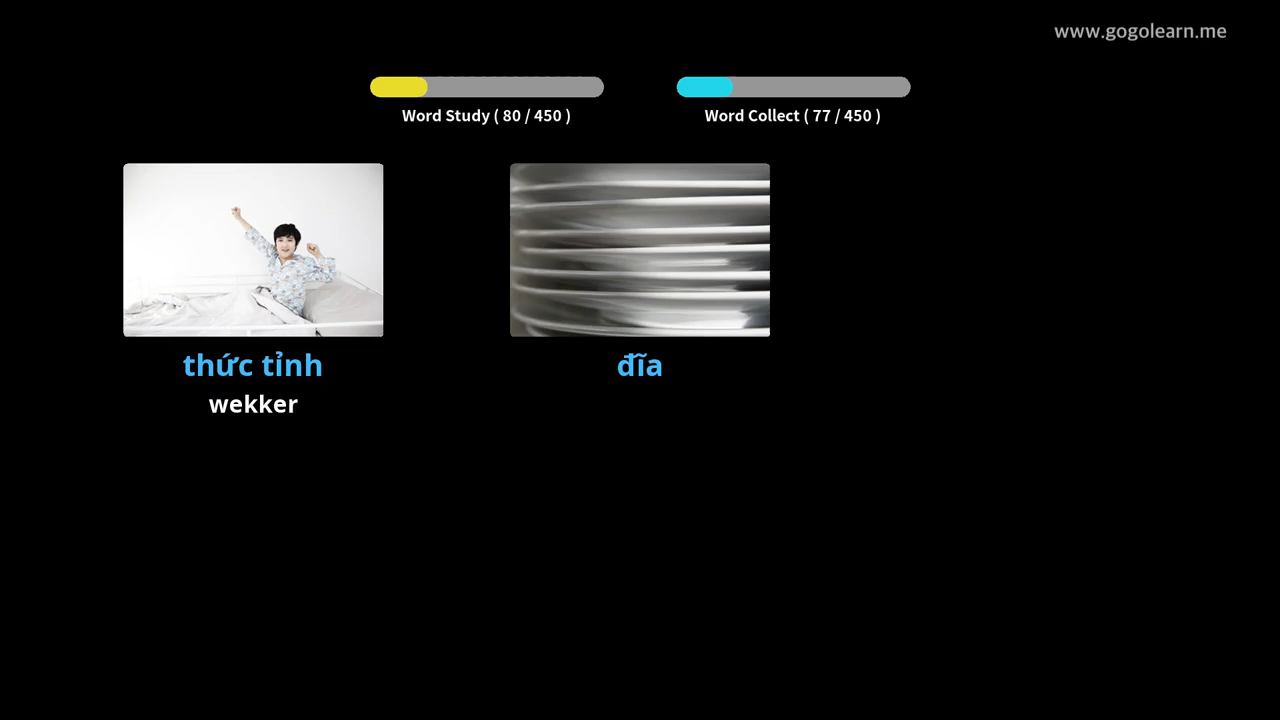 www.gogolearn.me
Word Study ( 80 / 450 )
Word Collect ( 77 / 450 )
thức tỉnh
wekker
đĩa